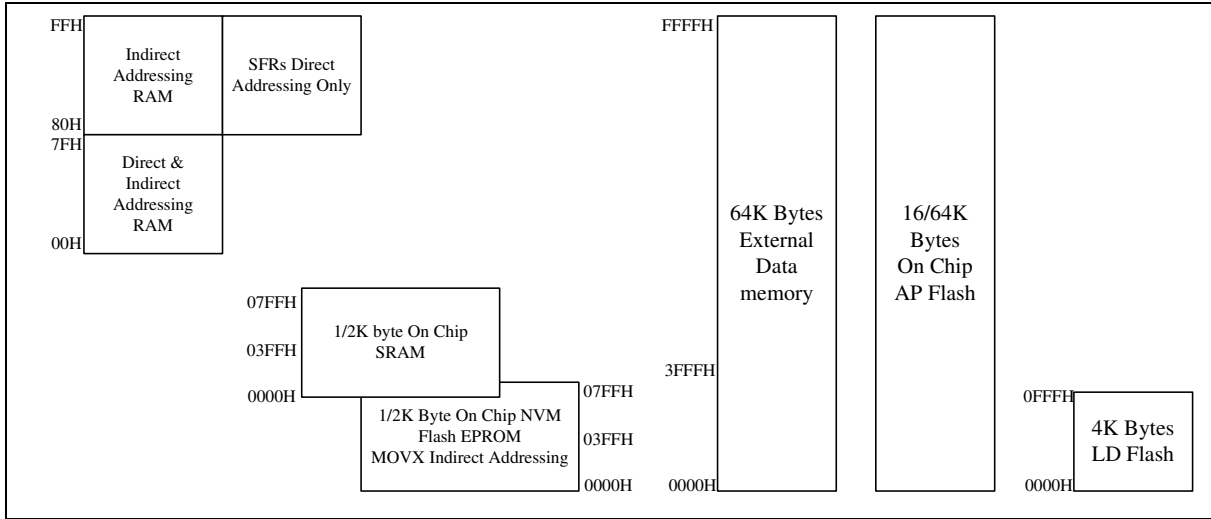 FFH
Indirect
Addressing
RAM
SFRs Direct
Addressing Only
80H
7FH
Direct &
Indirect
Addressing
RAM
00H
07FFH
03FFH
0000H
1/2K byte On Chip
SRAM
1/2K Byte On Chip NVM
Flash EPROM
MOVX Indirect Addressing
07FFH
03FFH
0000H
FFFFH
3FFFH
0000H
64K Bytes
External
Data
memory
16/64K
Bytes
On Chip
AP Flash
0FFFH
0000H
4K Bytes
LD Flash